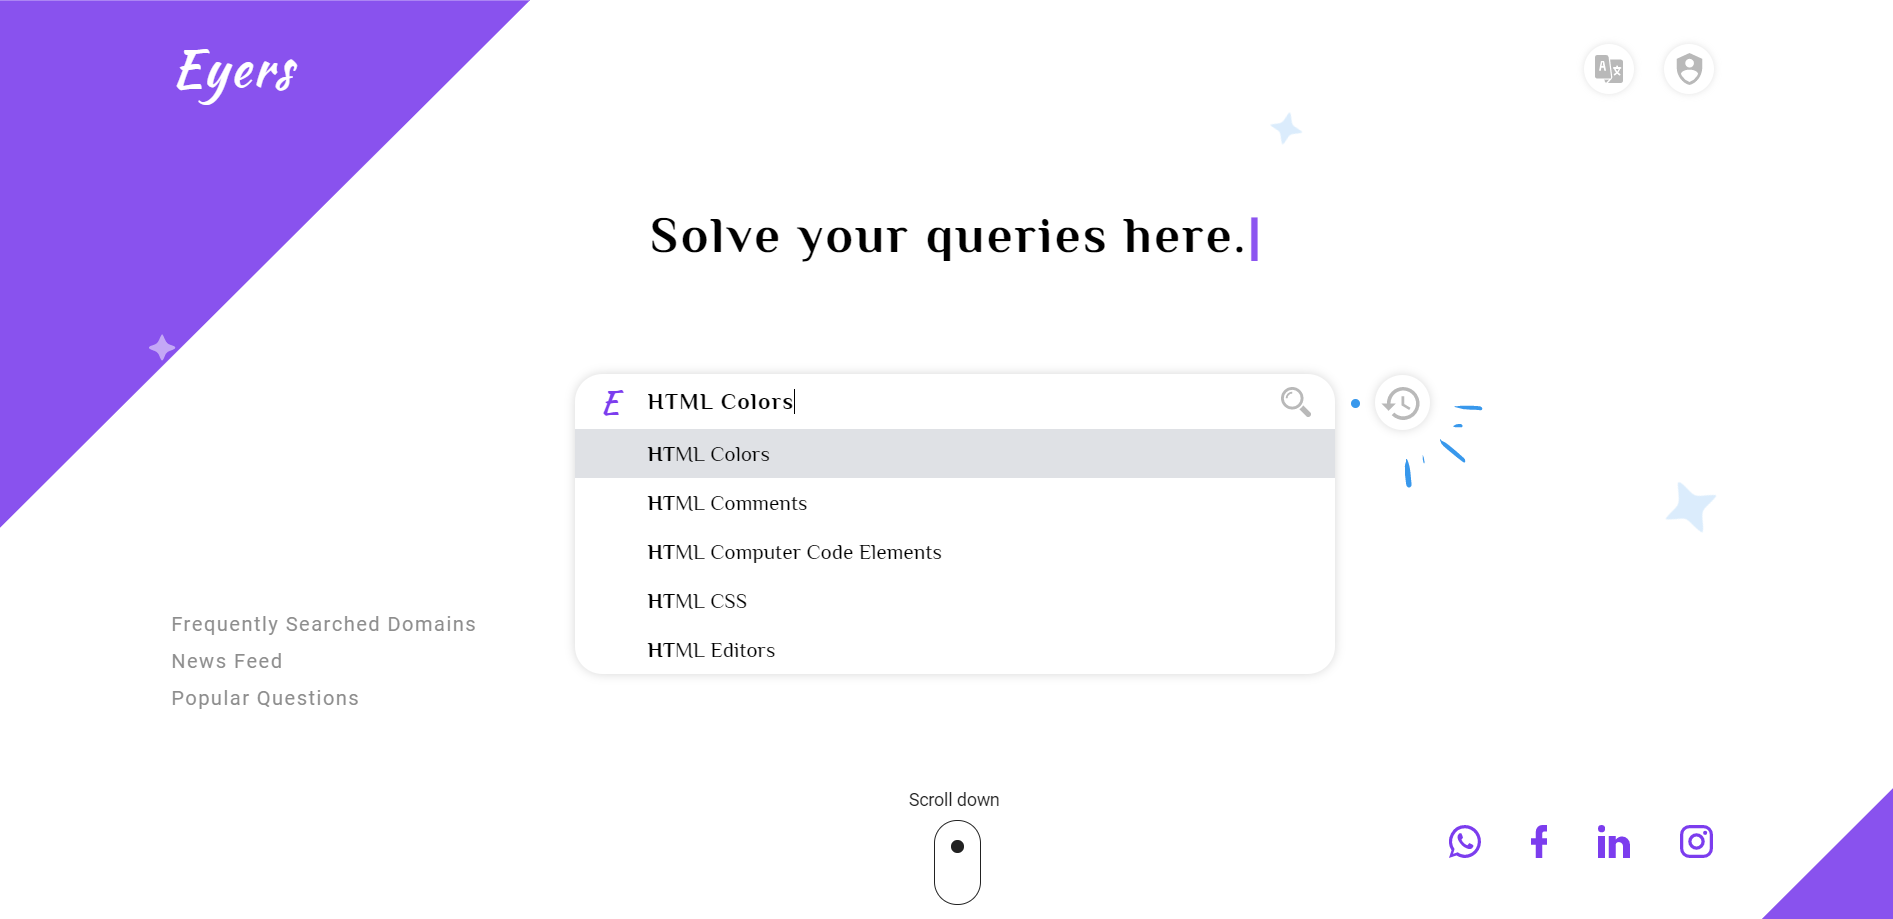 Eyers
Solve your queries here.
E HTML Colors
HTML Colors
HTML Comments
HTML Computer Code Elements
HTML CSS
HTML Editors
Frequently Searched Domains
News Feed
Popular Questions
Scroll down